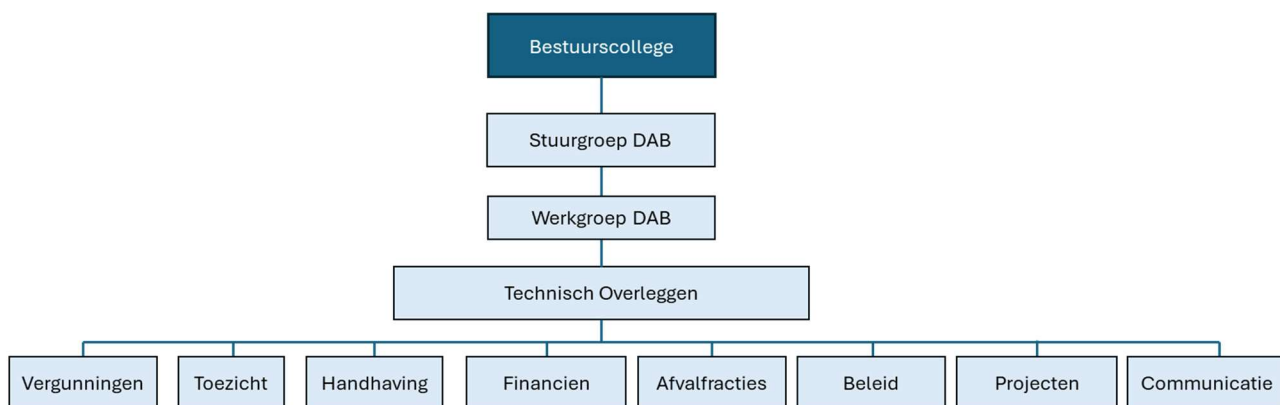 Bestuurscollege
Stuurgroep DAB
Werkgroep DAB
Technisch Overleggen
Vergunningen
Toezicht
Handhaving
Financien
Afvalfracties
Beleid
Projecten
Communicatie